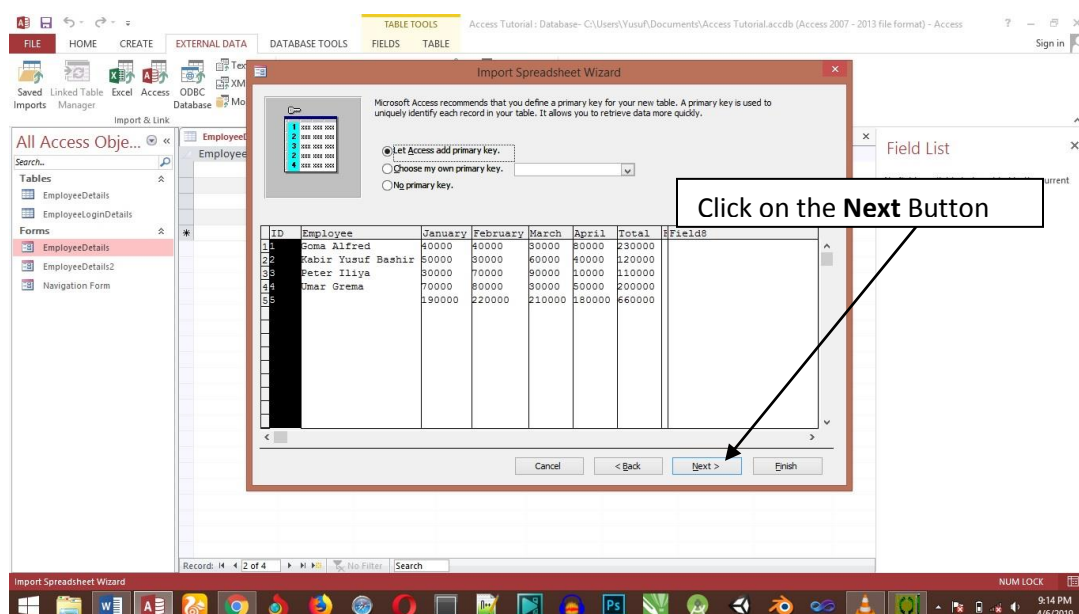 TABLE TOOLS
Access Tutorial : Database- C:\Users\Yusuf\Documents\Access Tutorial.accdb (Access 2007 - 2013 file format) - Access
FILE HOME CREATE EXTERNAL DATA DATABASE TOOLS FIELDS TABLE Sign in
Saved Imports
Linked Table Manager
Excel
Access
ODBC Database
Import & Link
Import Spreadsheet Wizard
Microsoft Access recommends that you define a primary key for your new table. A primary key is used to
uniquely identify each record in your table. It allows you to retrieve data more quickly.
Let Access add primary key.
Choose my own primary key.
No primary key.
Click on the Next Button
ID Employee January February March April Total Field8
1 1 Goma Alfred 40000 40000 30000 80000 230000
2 2 Kabir Yusuf Bashir 50000 30000 60000 40000 120000
3 3 Peter Iliya 30000 70000 90000 10000 110000
4 4 Umar Grema 70000 80000 30000 50000 200000
5 5 190000 220000 210000 180000 660000
Cancel < Back Next > Finish
All Access Obje...
Search...
Tables
EmployeeDetails
EmployeeLoginDetails
Forms
EmployeeDetails
EmployeeDetails2
Navigation Form
Field List
Record: 2 of 4 No Filter Search
Import Spreadsheet Wizard NUM LOCK
9:14 PM
4/6/2019